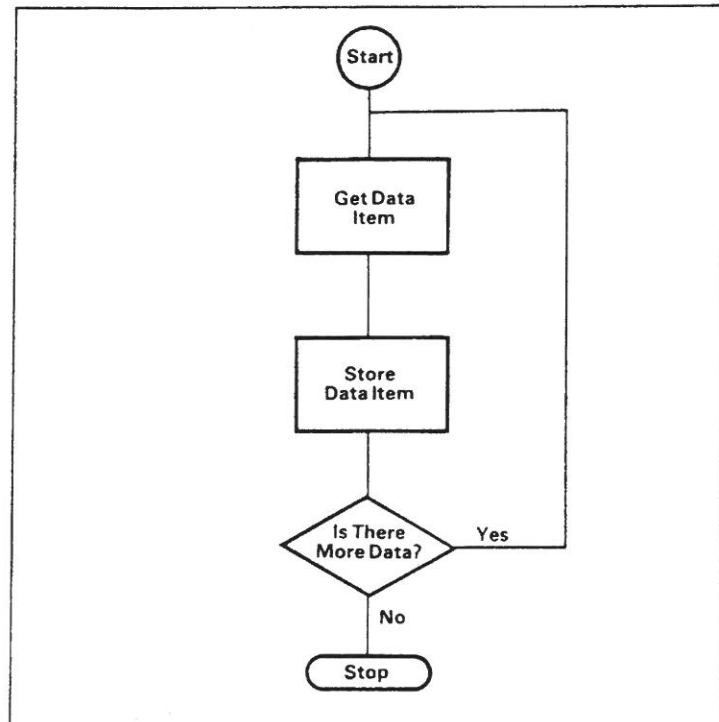 Start
Get Data
Item
Store
Data Item
Is There
More Data?
Yes
No
Stop